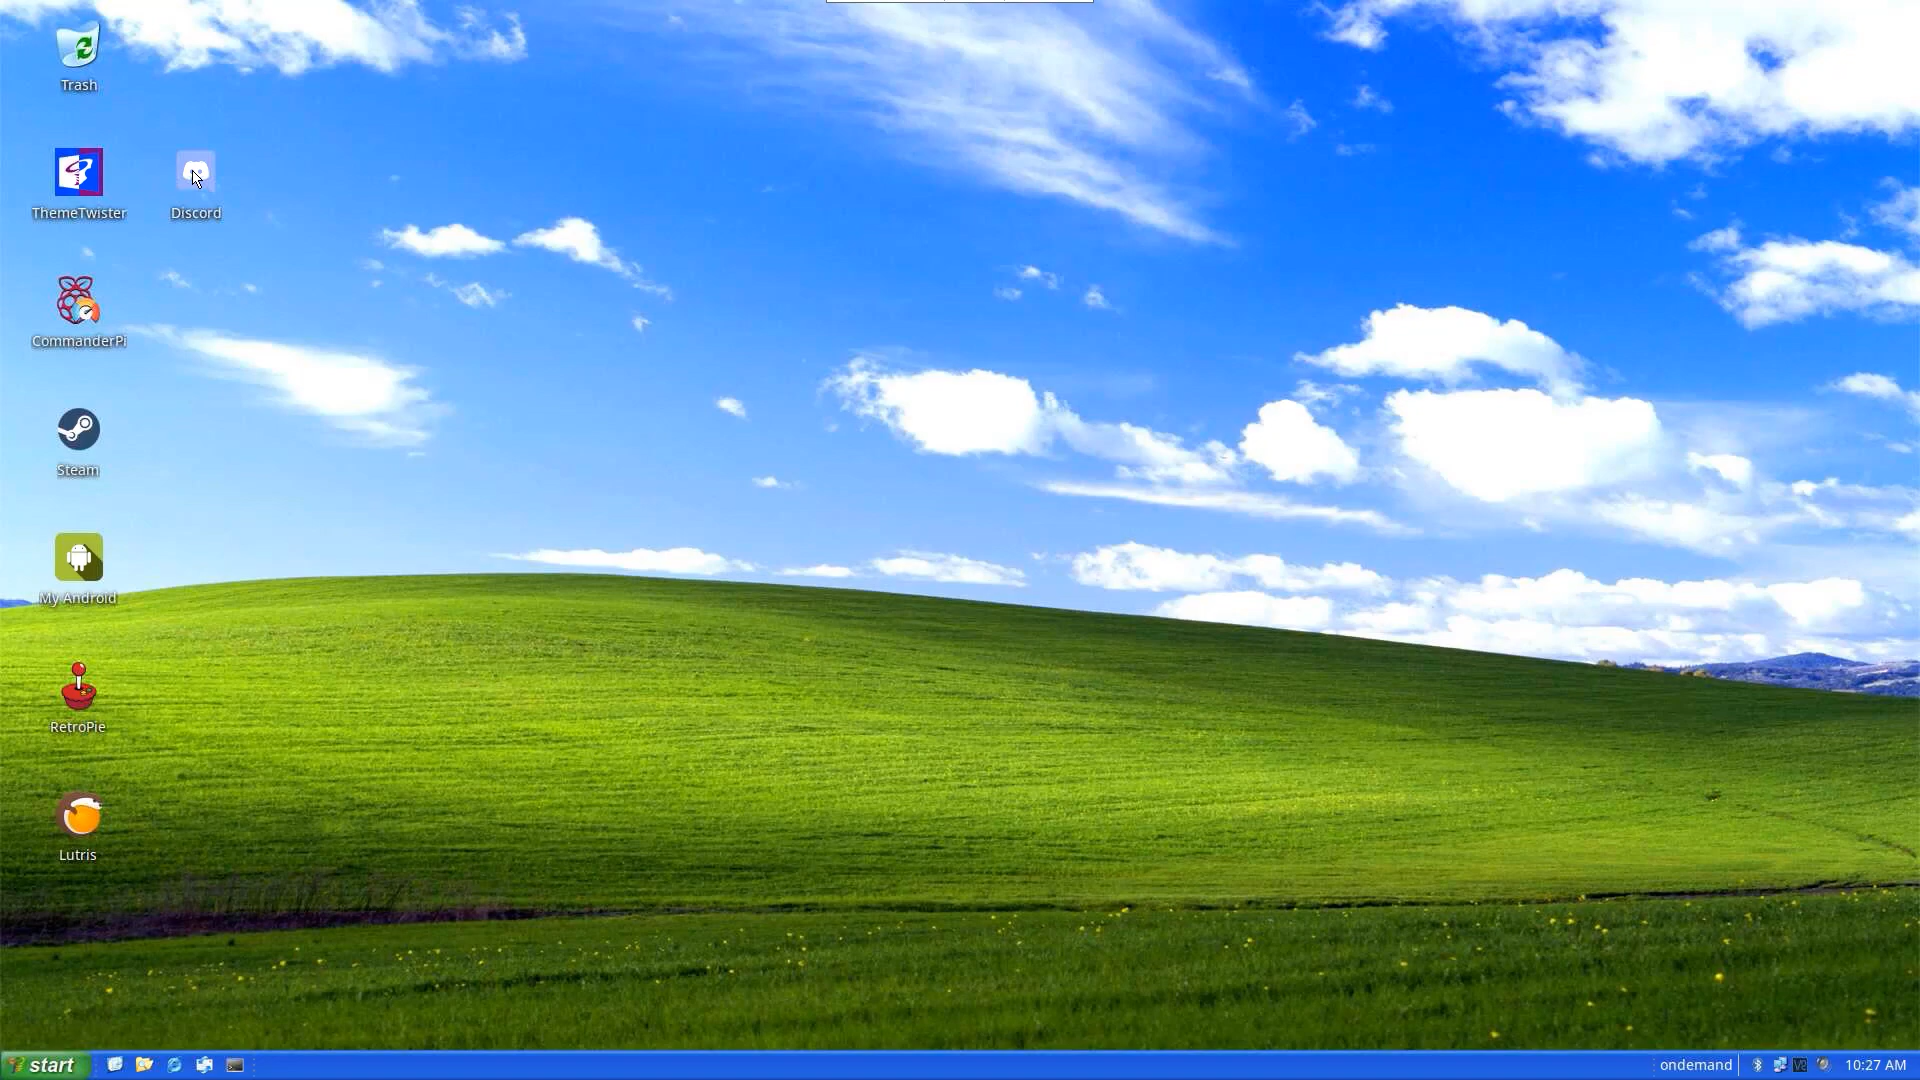 Trash
ThemeTwister
Discord
CommanderPi
Steam
My Android
RetroPie
Lutris
start
ondemand
10:27 AM